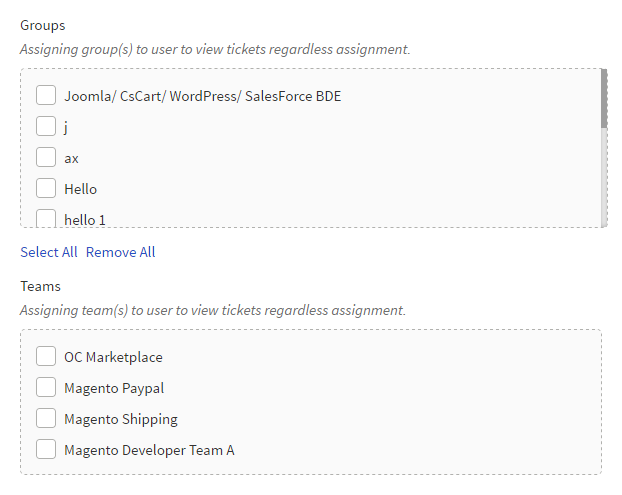 Groups
Assigning group(s) to user to view tickets regardless assignment.
Joomla/ CsCart/ WordPress/ SalesForce BDE
j
ax
Hello
hello 1
Select All Remove All
Teams
Assigning team(s) to user to view tickets regardless assignment.
OC Marketplace
Magento Paypal
Magento Shipping
Magento Developer Team A